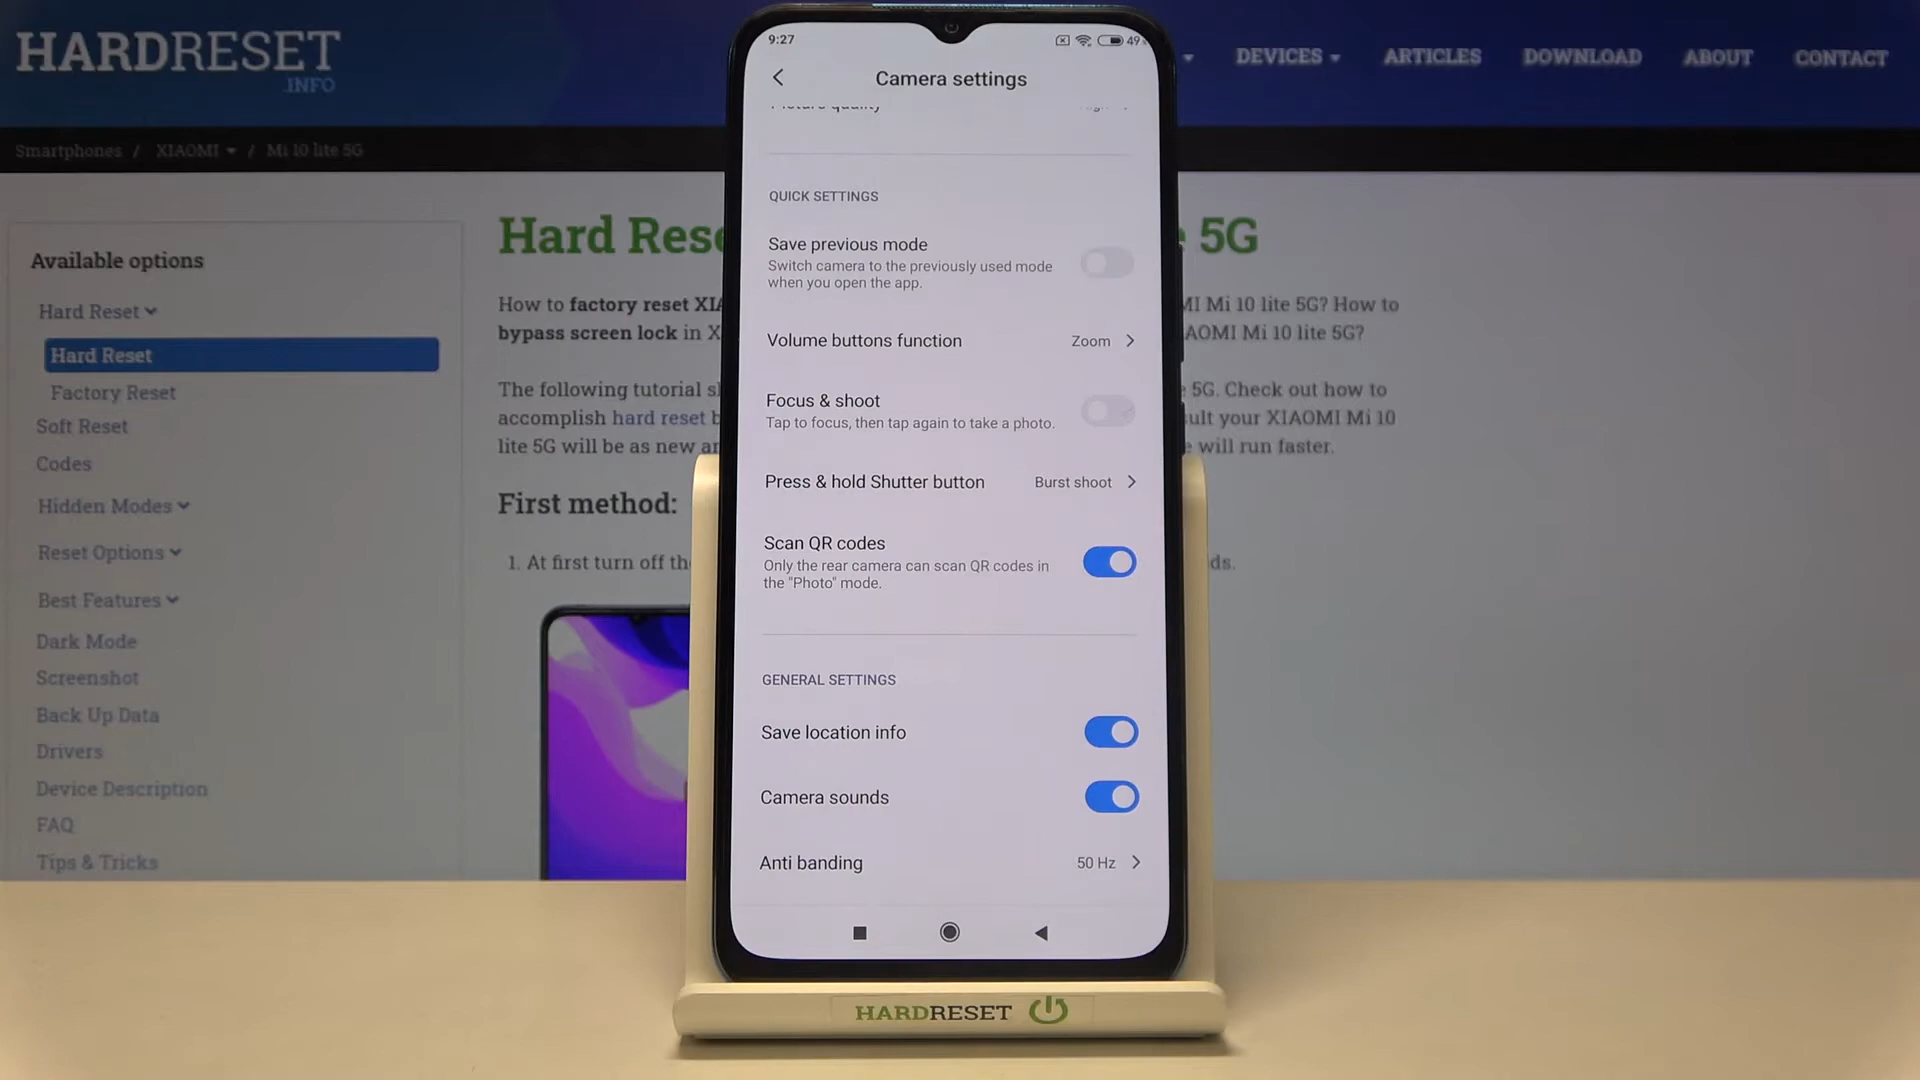 HARDRESET
.INFO
DEVICES
ARTICLES
DOWNLOAD
ABOUT
CONTACT
Smartphones / XIAOMI / Mi 10 lite 5G
Available options
Hard Reset
Hard Reset
Factory Reset
Soft Reset
Codes
Hidden Modes
Reset Options
Best Features
Dark Mode
Screenshot
Back Up Data
Drivers
Device Description
FAQ
Tips & Tricks
Hard Rese
5G
How to factory reset XIA
MI Mi 10 lite 5G? How to
bypass screen lock in X
AOMI Mi 10 lite 5G?
The following tutorial s
5G. Check out how to
accomplish hard reset b
ult your XIAOMI Mi 10
lite 5G will be as new an
will run faster.
First method:
1. At first turn off th
ds.
9:27
49
Camera settings
Picture quality
QUICK SETTINGS
Save previous mode
Switch camera to the previously used mode
when you open the app.
Volume buttons function Zoom
Focus & shoot
Tap to focus, then tap again to take a photo.
Press & hold Shutter button Burst shoot
Scan QR codes
Only the rear camera can scan QR codes in
the "Photo" mode.
GENERAL SETTINGS
Save location info
Camera sounds
Anti banding 50 Hz
HARDRESET